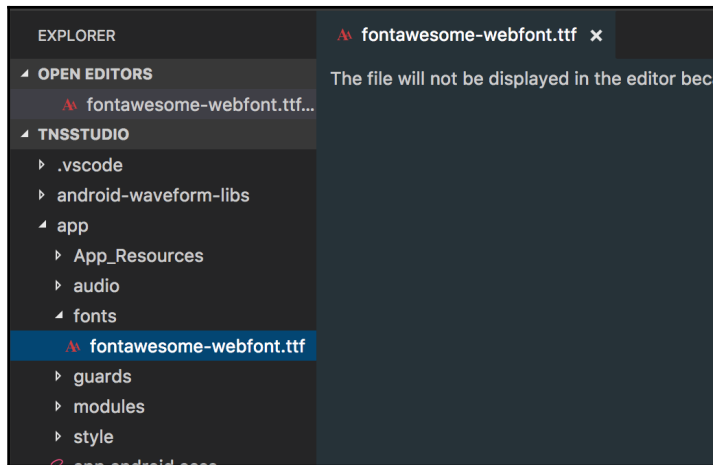 EXPLORER
OPEN EDITORS
fontawesome-webfont.ttf...
TNSSTUDIO
.vscode
android-waveform-libs
app
App_Resources
audio
fonts
fontawesome-webfont.ttf
guards
modules
style
fontawesome-webfont.ttf ×
The file will not be displayed in the editor bec